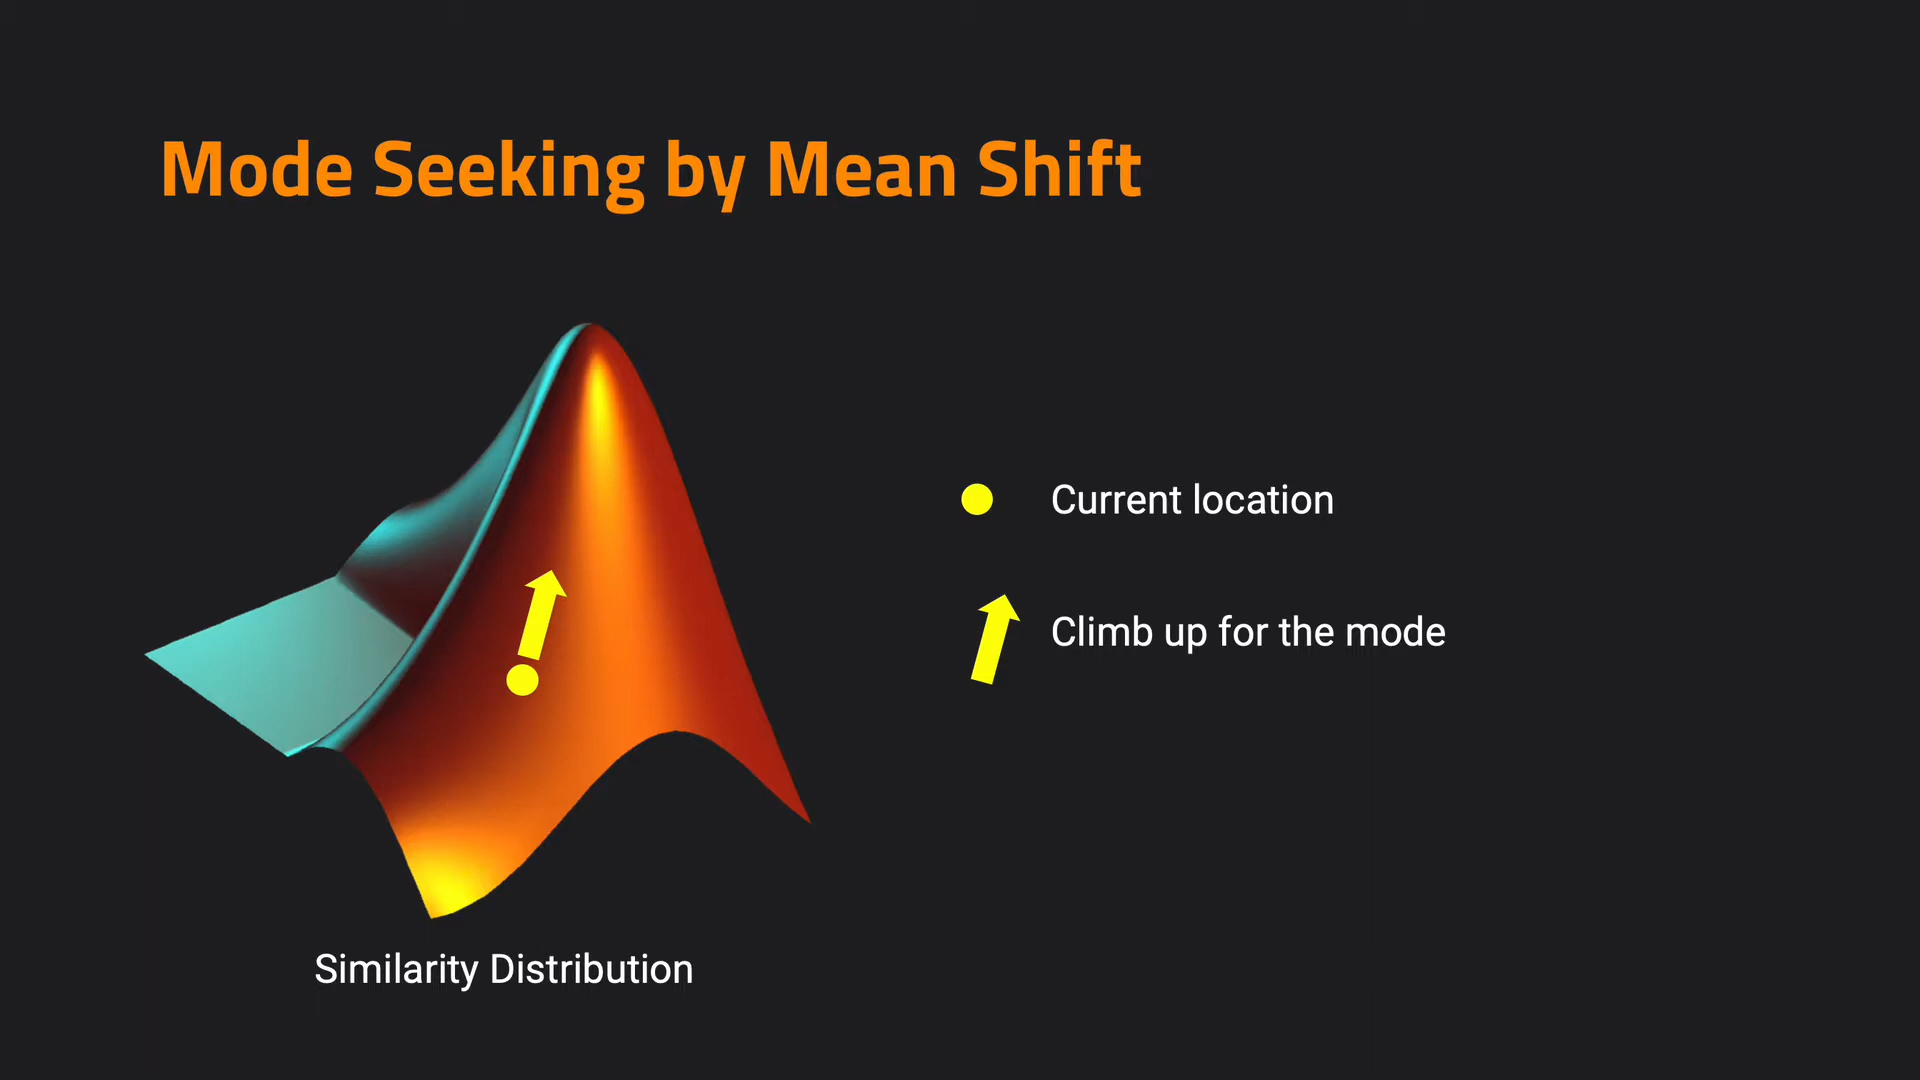 Mode Seeking by Mean Shift
Current location
Climb up for the mode
Similarity Distribution